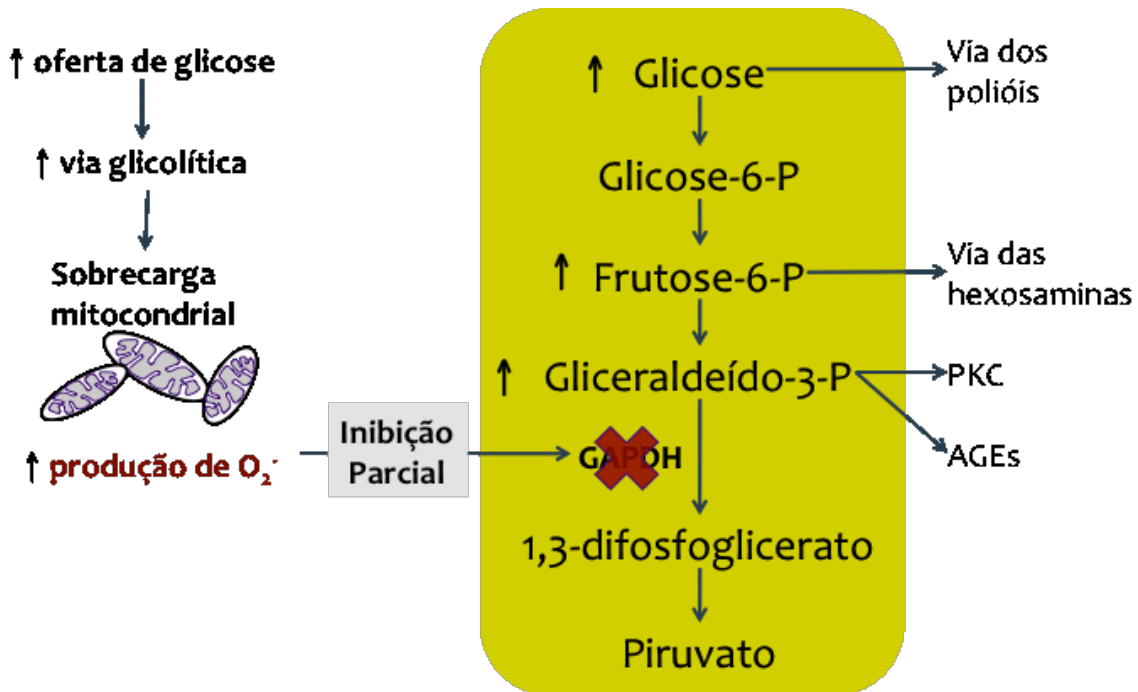 ↑ oferta de glicose
↑ via glicolítica
Sobrecarga
mitocondrial
↑ produção de O₂⁻
Inibição
Parcial
↑ Glicose
Glicose-6-P
↑ Frutose-6-P
↑ Gliceraldeído-3-P
GAPDH
1,3-difosfoglicerato
Piruvato
Via dos
polióis
Via das
hexosaminas
PKC
AGEs